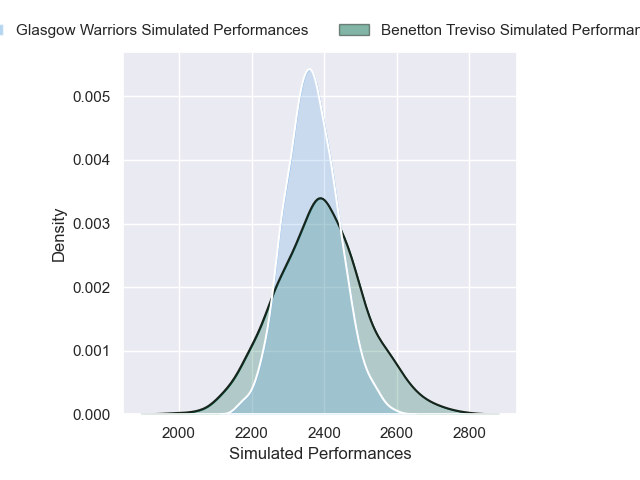 Glasgow Warriors Simulated Performances
Benetton Treviso Simulated Performan
0.005
0.004
0.003
0.002
0.001
0.000
Density
2000 2200 2400 2600 2800
Simulated Performances